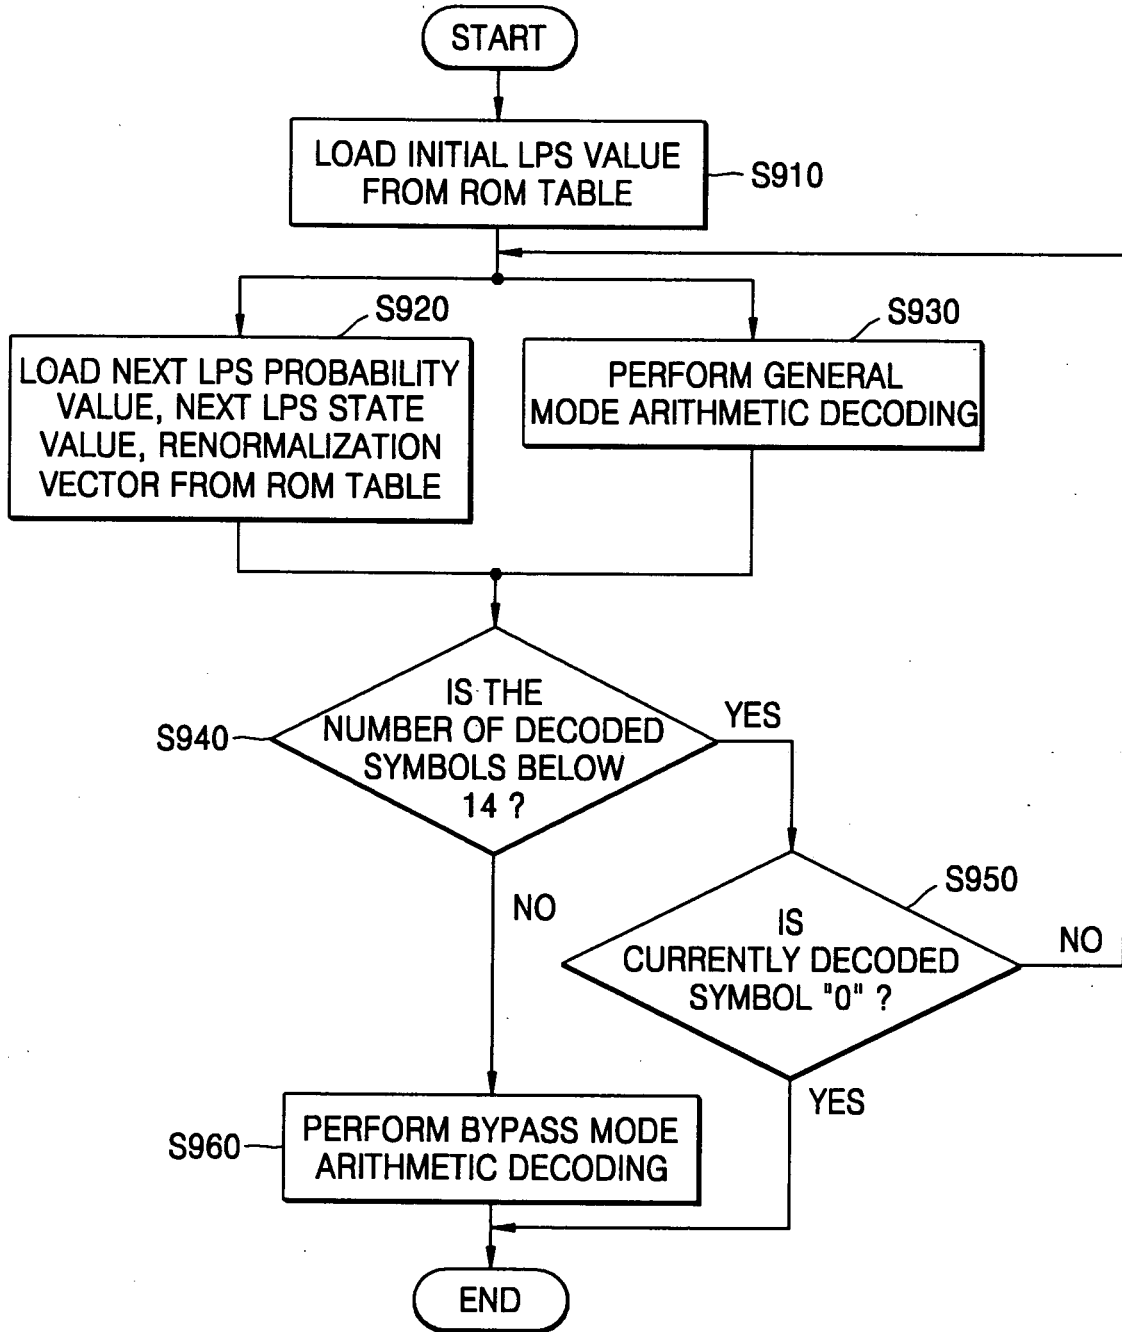 START
LOAD INITIAL LPS VALUE
FROM ROM TABLE
S910
S920
LOAD NEXT LPS PROBABILITY
VALUE, NEXT LPS STATE
VALUE, RENORMALIZATION
VECTOR FROM ROM TABLE
S930
PERFORM GENERAL
MODE ARITHMETIC DECODING
S940
IS THE
NUMBER OF DECODED
SYMBOLS BELOW
14 ?
YES
NO
S950
IS
CURRENTLY DECODED
SYMBOL "0" ?
NO
YES
S960
PERFORM BYPASS MODE
ARITHMETIC DECODING
END